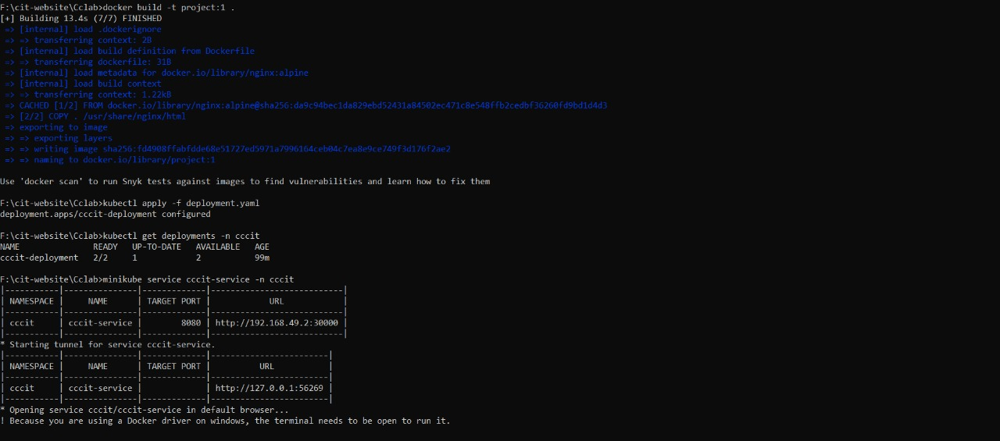 F:\cit-website\Cclab>docker build -t project:1 .
[+] Building 13.4s (7/7) FINISHED
 => [internal] load .dockerignore
 => => transferring context: 2B
 => [internal] load build definition from Dockerfile
 => => transferring dockerfile: 31B
 => [internal] load metadata for docker.io/library/nginx:alpine
 => [internal] load build context
 => => transferring context: 1.22kB
 => CACHED [1/2] FROM docker.io/library/nginx:alpine@sha256:da9c94bec1da829ebd52431a84502ec471c8e548ffb2cedbf36260fd9bd1d4d3
 => [2/2] COPY . /usr/share/nginx/html
 => exporting to image
 => => exporting layers
 => => writing image sha256:fd4908ffabfdde68e51727ed5971a7996164ceb04c7ea8e9ce749f3d176f2ae2
 => => naming to docker.io/library/project:1
Use 'docker scan' to run Snyk tests against images to find vulnerabilities and learn how to fix them
F:\cit-website\Cclab>kubectl apply -f deployment.yaml
deployment.apps/cccit-deployment configured
F:\cit-website\Cclab>kubectl get deployments -n cccit
NAME               READY   UP-TO-DATE   AVAILABLE   AGE
cccit-deployment   2/2     1            2           99m
F:\cit-website\Cclab>minikube service cccit-service -n cccit
|-----------|---------------|-------------|---------------------------|
| NAMESPACE |     NAME      | TARGET PORT |            URL            |
|-----------|---------------|-------------|---------------------------|
| cccit     | cccit-service |        8080 | http://192.168.49.2:30000 |
|-----------|---------------|-------------|---------------------------|
* Starting tunnel for service cccit-service.
|-----------|---------------|-------------|------------------------|
| NAMESPACE |     NAME      | TARGET PORT |          URL           |
|-----------|---------------|-------------|------------------------|
| cccit     | cccit-service |             | http://127.0.0.1:56269 |
|-----------|---------------|-------------|------------------------|
* Opening service cccit/cccit-service in default browser...
! Because you are using a Docker driver on windows, the terminal needs to be open to run it.